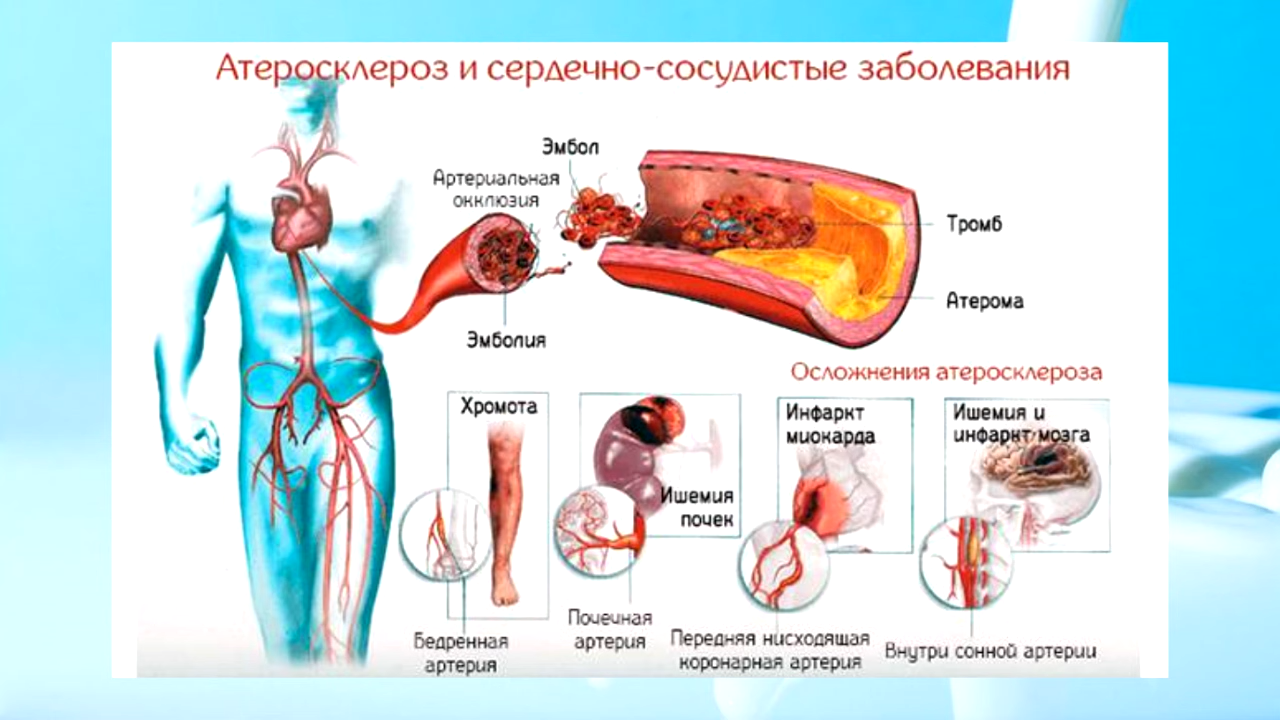 Атеросклероз и сердечно-сосудистые заболевания
Эмбол
Артериальная
окклюзия
Тромб
Атерома
Эмболия
Осложнения атеросклероза
Хромота
Инфаркт
миокарда
Ишемия и
инфаркт мозга
Ишемия
почек
Бедренная
артерия
Почечная
артерия
Передняя нисходящая
коронарная артерия
Внутри сонной артерии